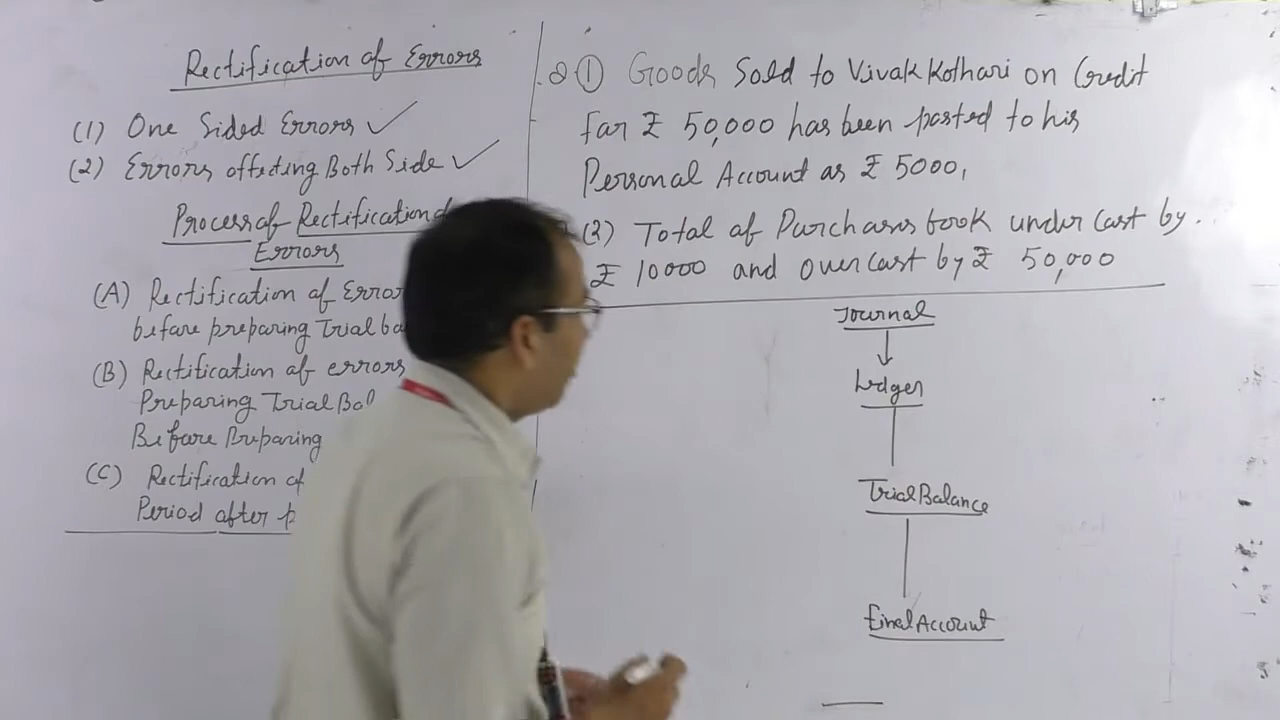 Rectification of Errors
(1) One Sided Errors ✓
(2) Errors affecting Both Side ✓
Process of Rectification of
Errors
(A) Rectification of Error
before preparing Trial ba
(B) Rectification of errors
Preparing Trial Bal
Before Preparing
(C) Rectification of
Period after p
Q ① Goods Sold to Vivak Kothari on Credit
for ₹ 50,000 has been posted to his
Personal Account as ₹ 5000,
(2) Total of Purchases book under cast by
₹ 10000 and over cast by ₹ 50,000
Journal
Ledger
Trial Balance
Final Account